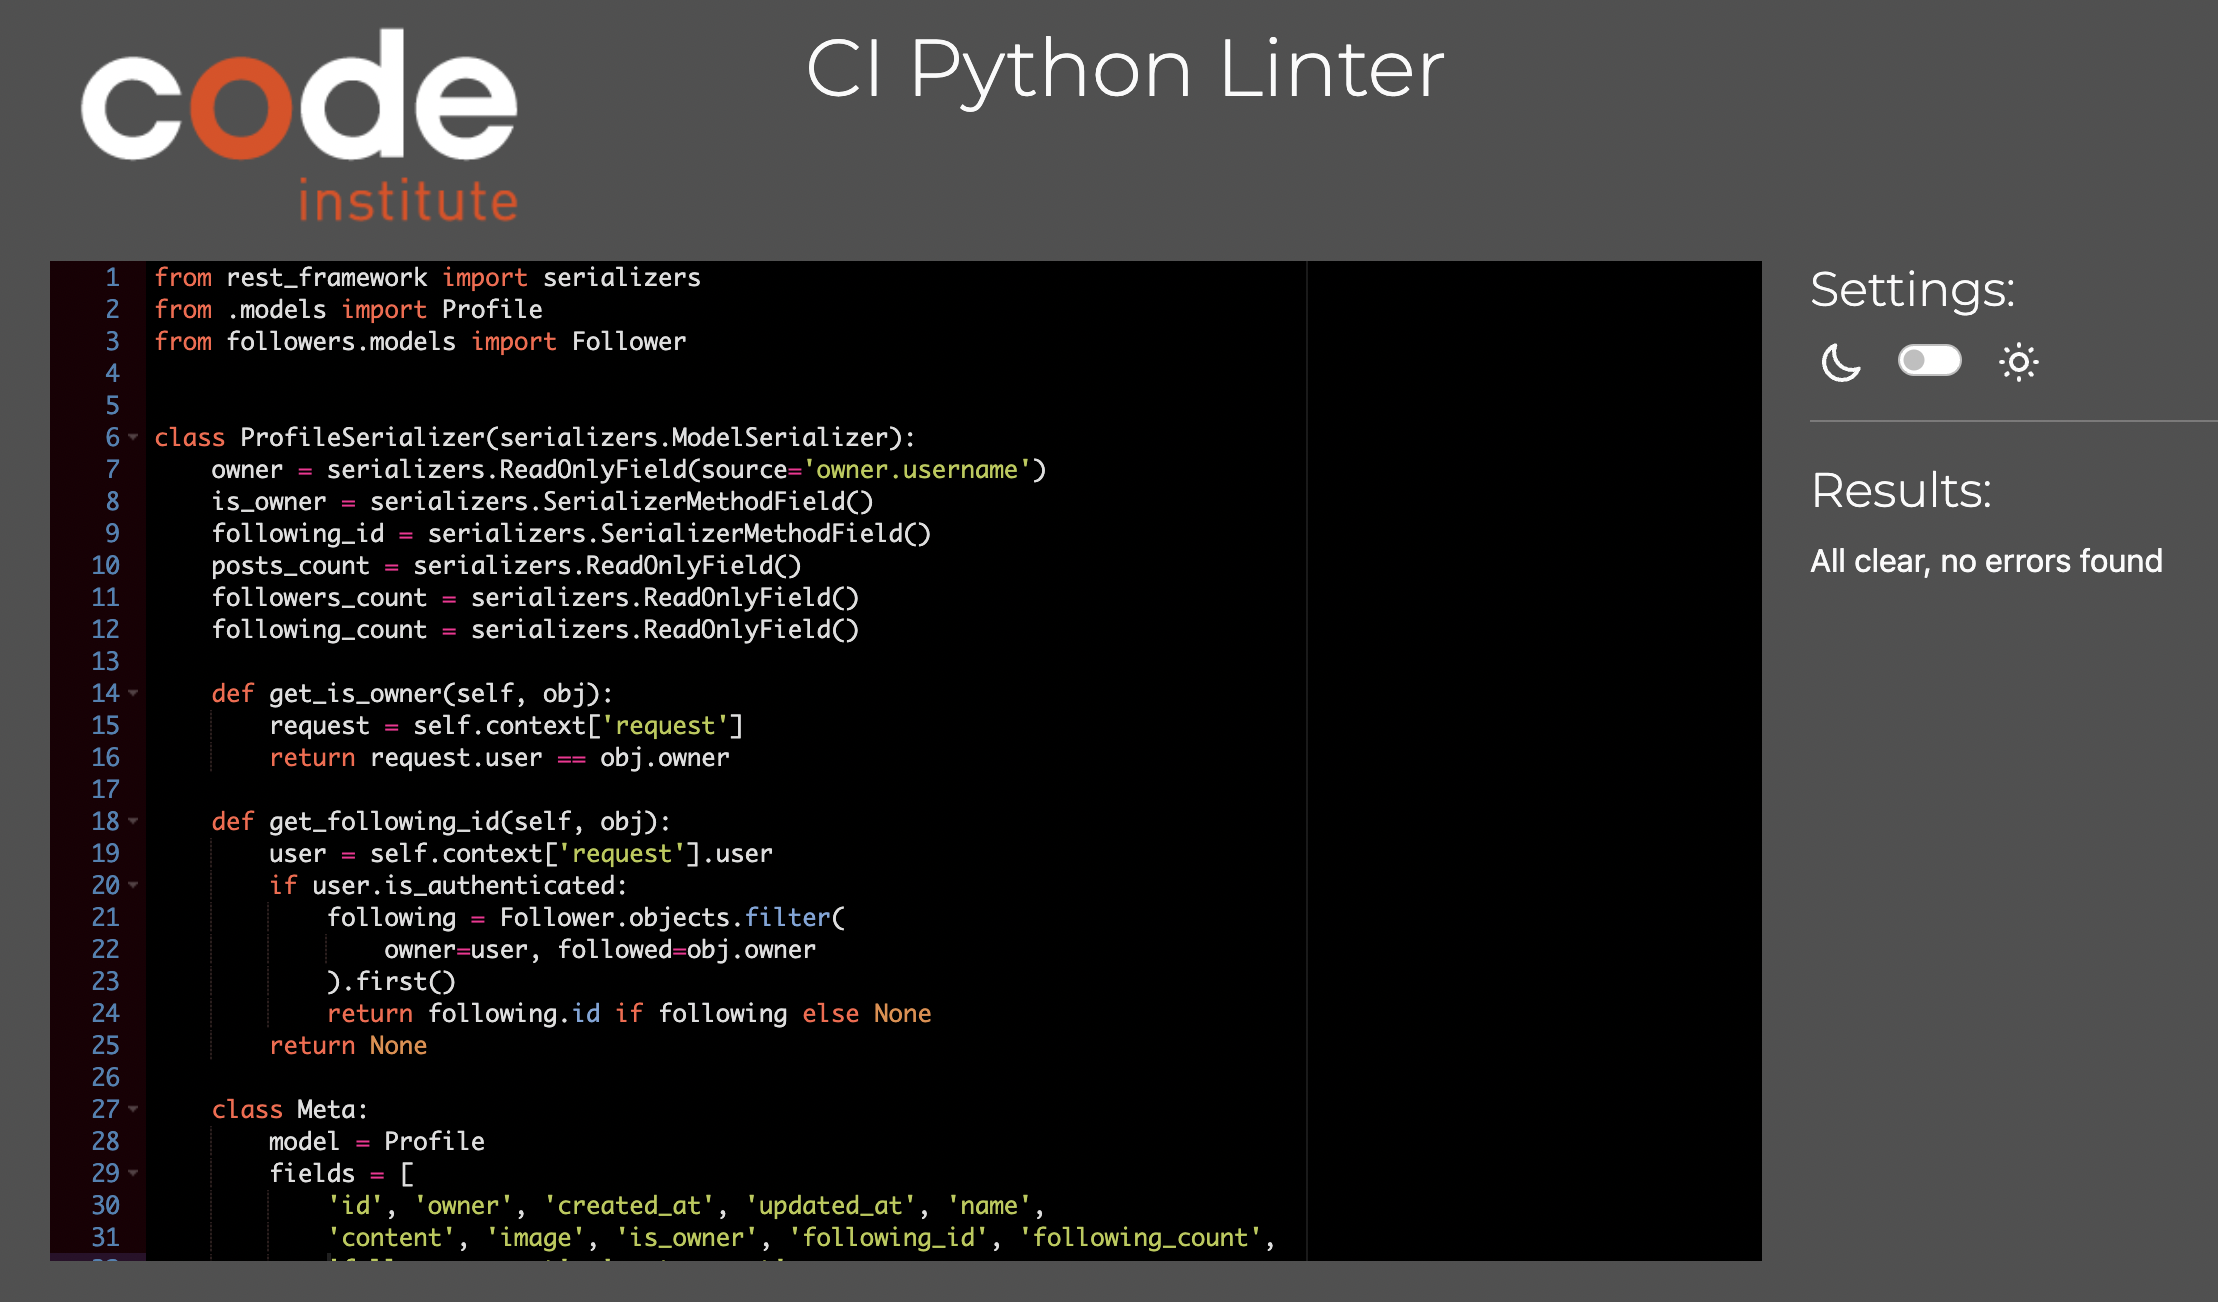 code
institute
CI Python Linter
1 from rest_framework import serializers
2 from .models import Profile
3 from followers.models import Follower
4
5
6 class ProfileSerializer(serializers.ModelSerializer):
7     owner = serializers.ReadOnlyField(source='owner.username')
8     is_owner = serializers.SerializerMethodField()
9     following_id = serializers.SerializerMethodField()
10     posts_count = serializers.ReadOnlyField()
11     followers_count = serializers.ReadOnlyField()
12     following_count = serializers.ReadOnlyField()
13
14     def get_is_owner(self, obj):
15         request = self.context['request']
16         return request.user == obj.owner
17
18     def get_following_id(self, obj):
19         user = self.context['request'].user
20         if user.is_authenticated:
21             following = Follower.objects.filter(
22                 owner=user, followed=obj.owner
23             ).first()
24             return following.id if following else None
25         return None
26
27     class Meta:
28         model = Profile
29         fields = [
30             'id', 'owner', 'created_at', 'updated_at', 'name',
31             'content', 'image', 'is_owner', 'following_id', 'following_count',
Settings:
Results:
All clear, no errors found